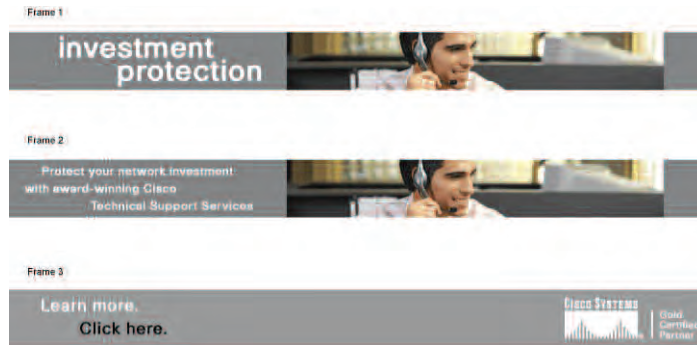 Frame 1
investment
protection
Frame 2
Protect your network investment
with award-winning Cisco
Technical Support Services
Frame 3
Learn more.
Click here.
CISCO SYSTEMS
Gold
Certified
Partner